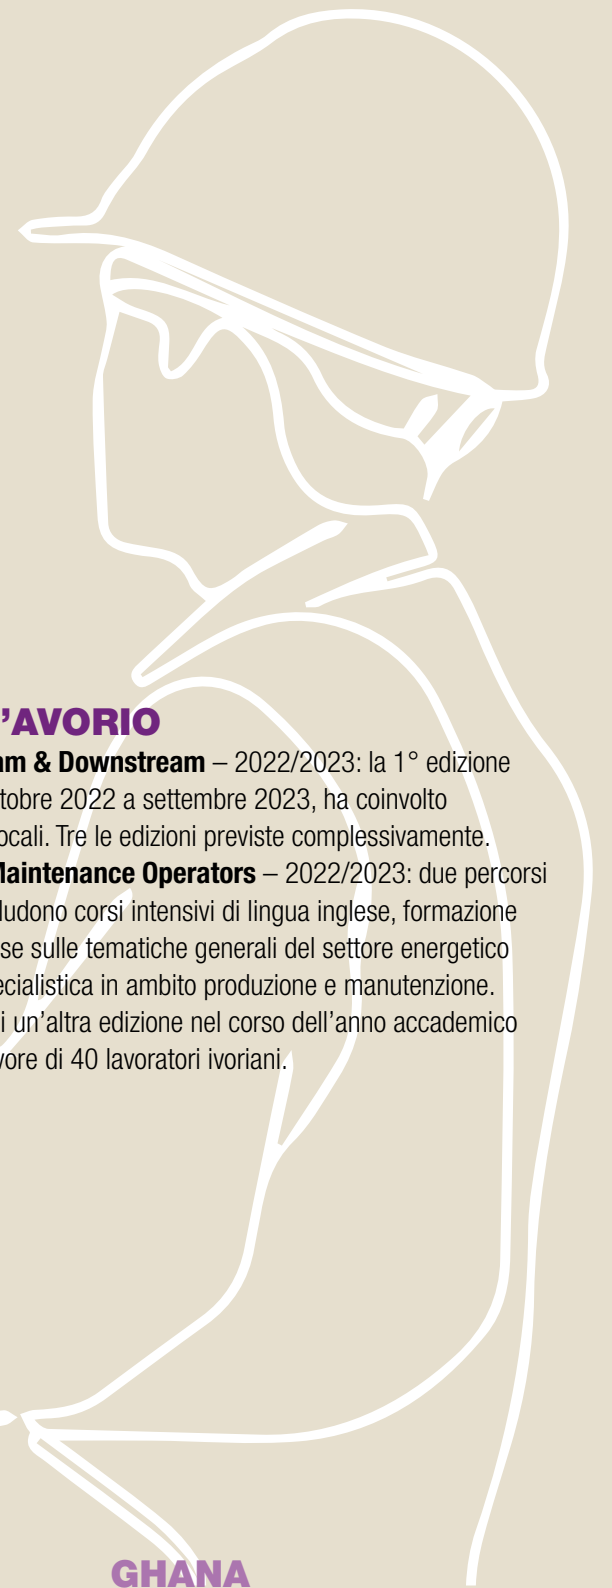 'AVORIO
am & Downstream – 2022/2023: la 1° edizione
tobre 2022 a settembre 2023, ha coinvolto
ocali. Tre le edizioni previste complessivamente.
Maintenance Operators – 2022/2023: due percorsi
ludono corsi intensivi di lingua inglese, formazione
se sulle tematiche generali del settore energetico
ecialistica in ambito produzione e manutenzione.
i un'altra edizione nel corso dell'anno accademico
vore di 40 lavoratori ivoriani.
GHANA